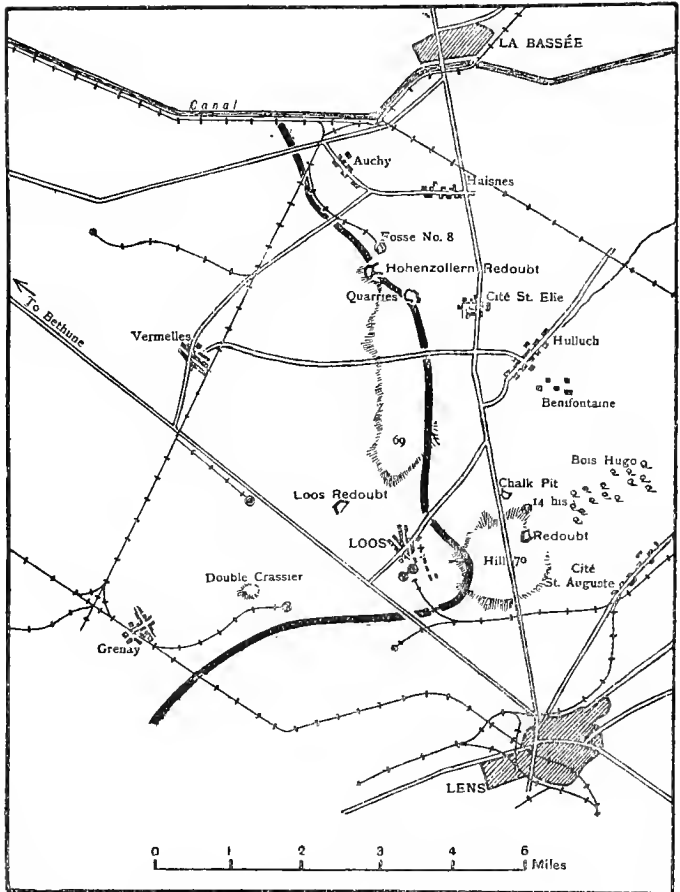 LA BASSÉE
Canal
Auchy
Haisnes
Fosse No. 8
Hohenzollern Redoubt
To Bethune
Quarries
Cité St. Elie
Vermelles
Hulluch
Benifontaine
69
Bois Hugo
Chalk Pit
Loos Redoubt
14 bis
LOOS
Redoubt
Hill 70
Cité
St. Auguste
Double Crassier
Grenay
LENS
0 1 2 3 4 5 6 Miles